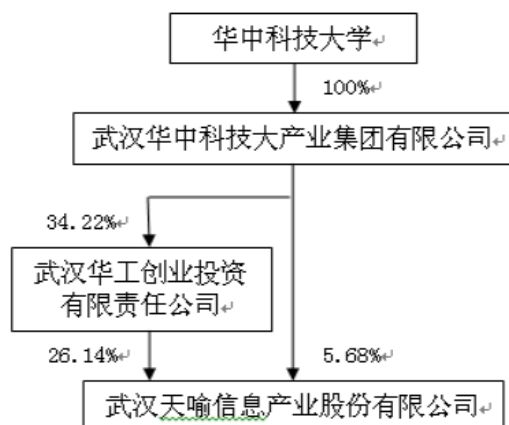 华中科技大学
100%
武汉华中科技大产业集团有限公司
34.22%
武汉华工创业投资
有限责任公司
26.14%
5.68%
武汉天喻信息产业股份有限公司